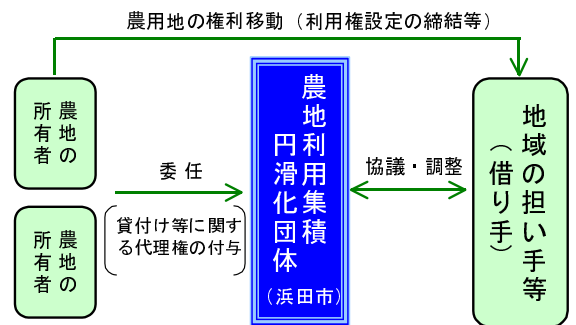 農用地の権利移動（利用権設定の締結等）
農地の
所有者
委 任
貸付け等に関す
る代理権の付与
農地の
所有者
農地利用集積
円滑化団体
（浜田市）
協議・調整
地域の担い手等
（借り手）